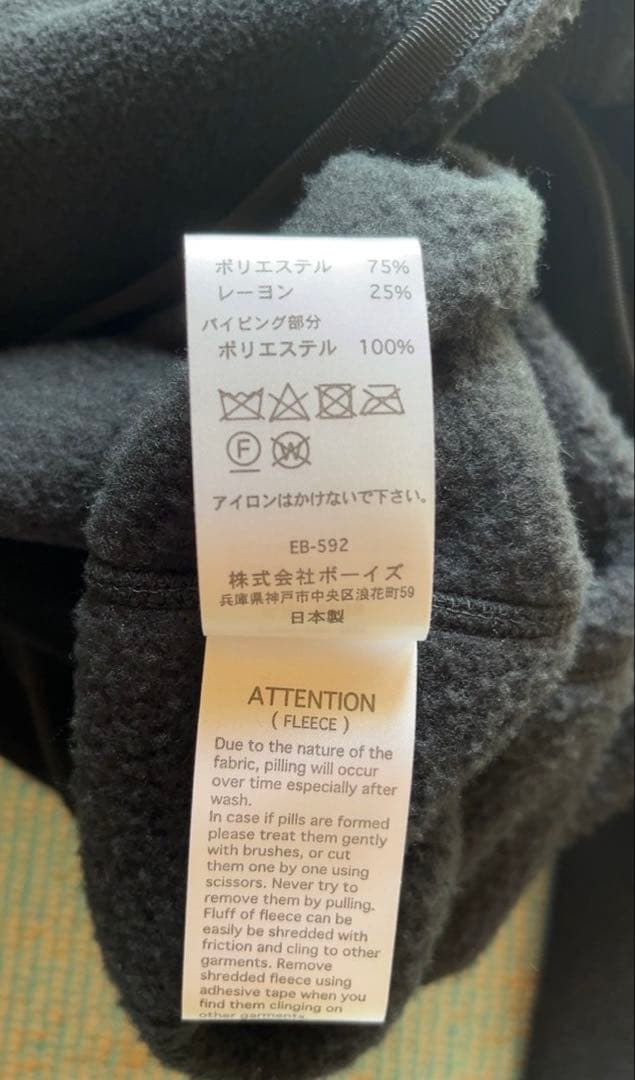 ポリエステル 75%
レーヨン 25%
パイピング部分
ポリエステル 100%
F W
アイロンはかけないで下さい。
EB-592
株式会社ボーイズ
兵庫県神戸市中央区浪花町59
日本製
ATTENTION
( FLEECE )
Due to the nature of the
fabric, pilling will occur
over time especially after
wash.
In case if pills are formed
please treat them gently
with brushes, or cut
them one by one using
scissors. Never try to
remove them by pulling.
Fluff of fleece can be
easily be shredded with
friction and cling to other
garments. Remove
shredded fleece using
adhesive tape when you
find them clinging on
other garments